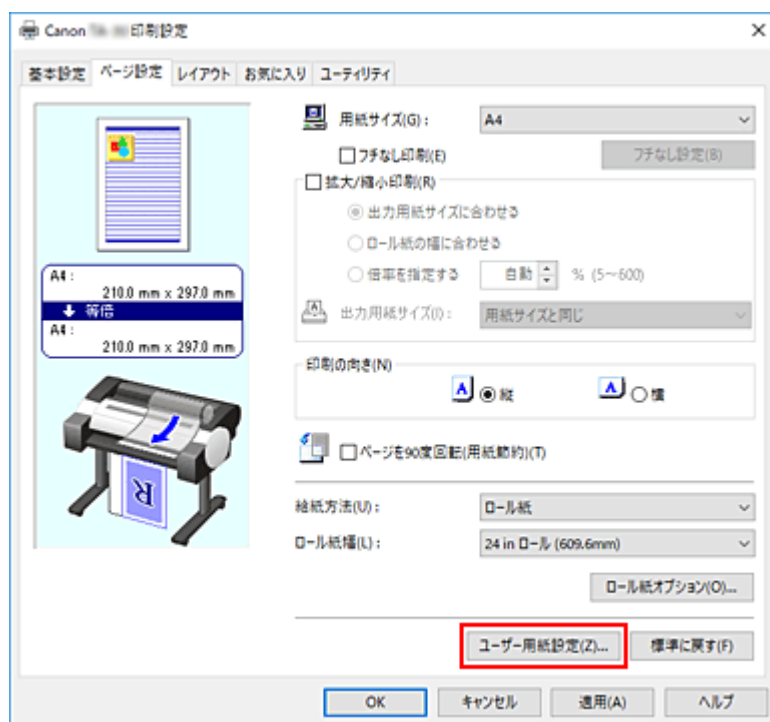 Canon 印刷設定
基本設定 ページ設定 レイアウト お気に入り ユーティリティ
用紙サイズ(G): A4
フチなし印刷(E) フチなし設定(B)
拡大/縮小印刷(R)
出力用紙サイズに合わせる
ロール紙の幅に合わせる
倍率を指定する 自動 % (5~600)
出力用紙サイズ(I): 用紙サイズと同じ
A4:
210.0 mm x 297.0 mm
等倍
A4:
210.0 mm x 297.0 mm
印刷の向き(N)
A 縦 A 横
ページを90度回転(用紙節約)(T)
R
給紙方法(U): ロール紙
ロール紙幅(L): 24 in ロール (609.6mm)
ロール紙オプション(O)...
ユーザー用紙設定(Z)... 標準に戻す(F)
OK キャンセル 適用(A) ヘルプ